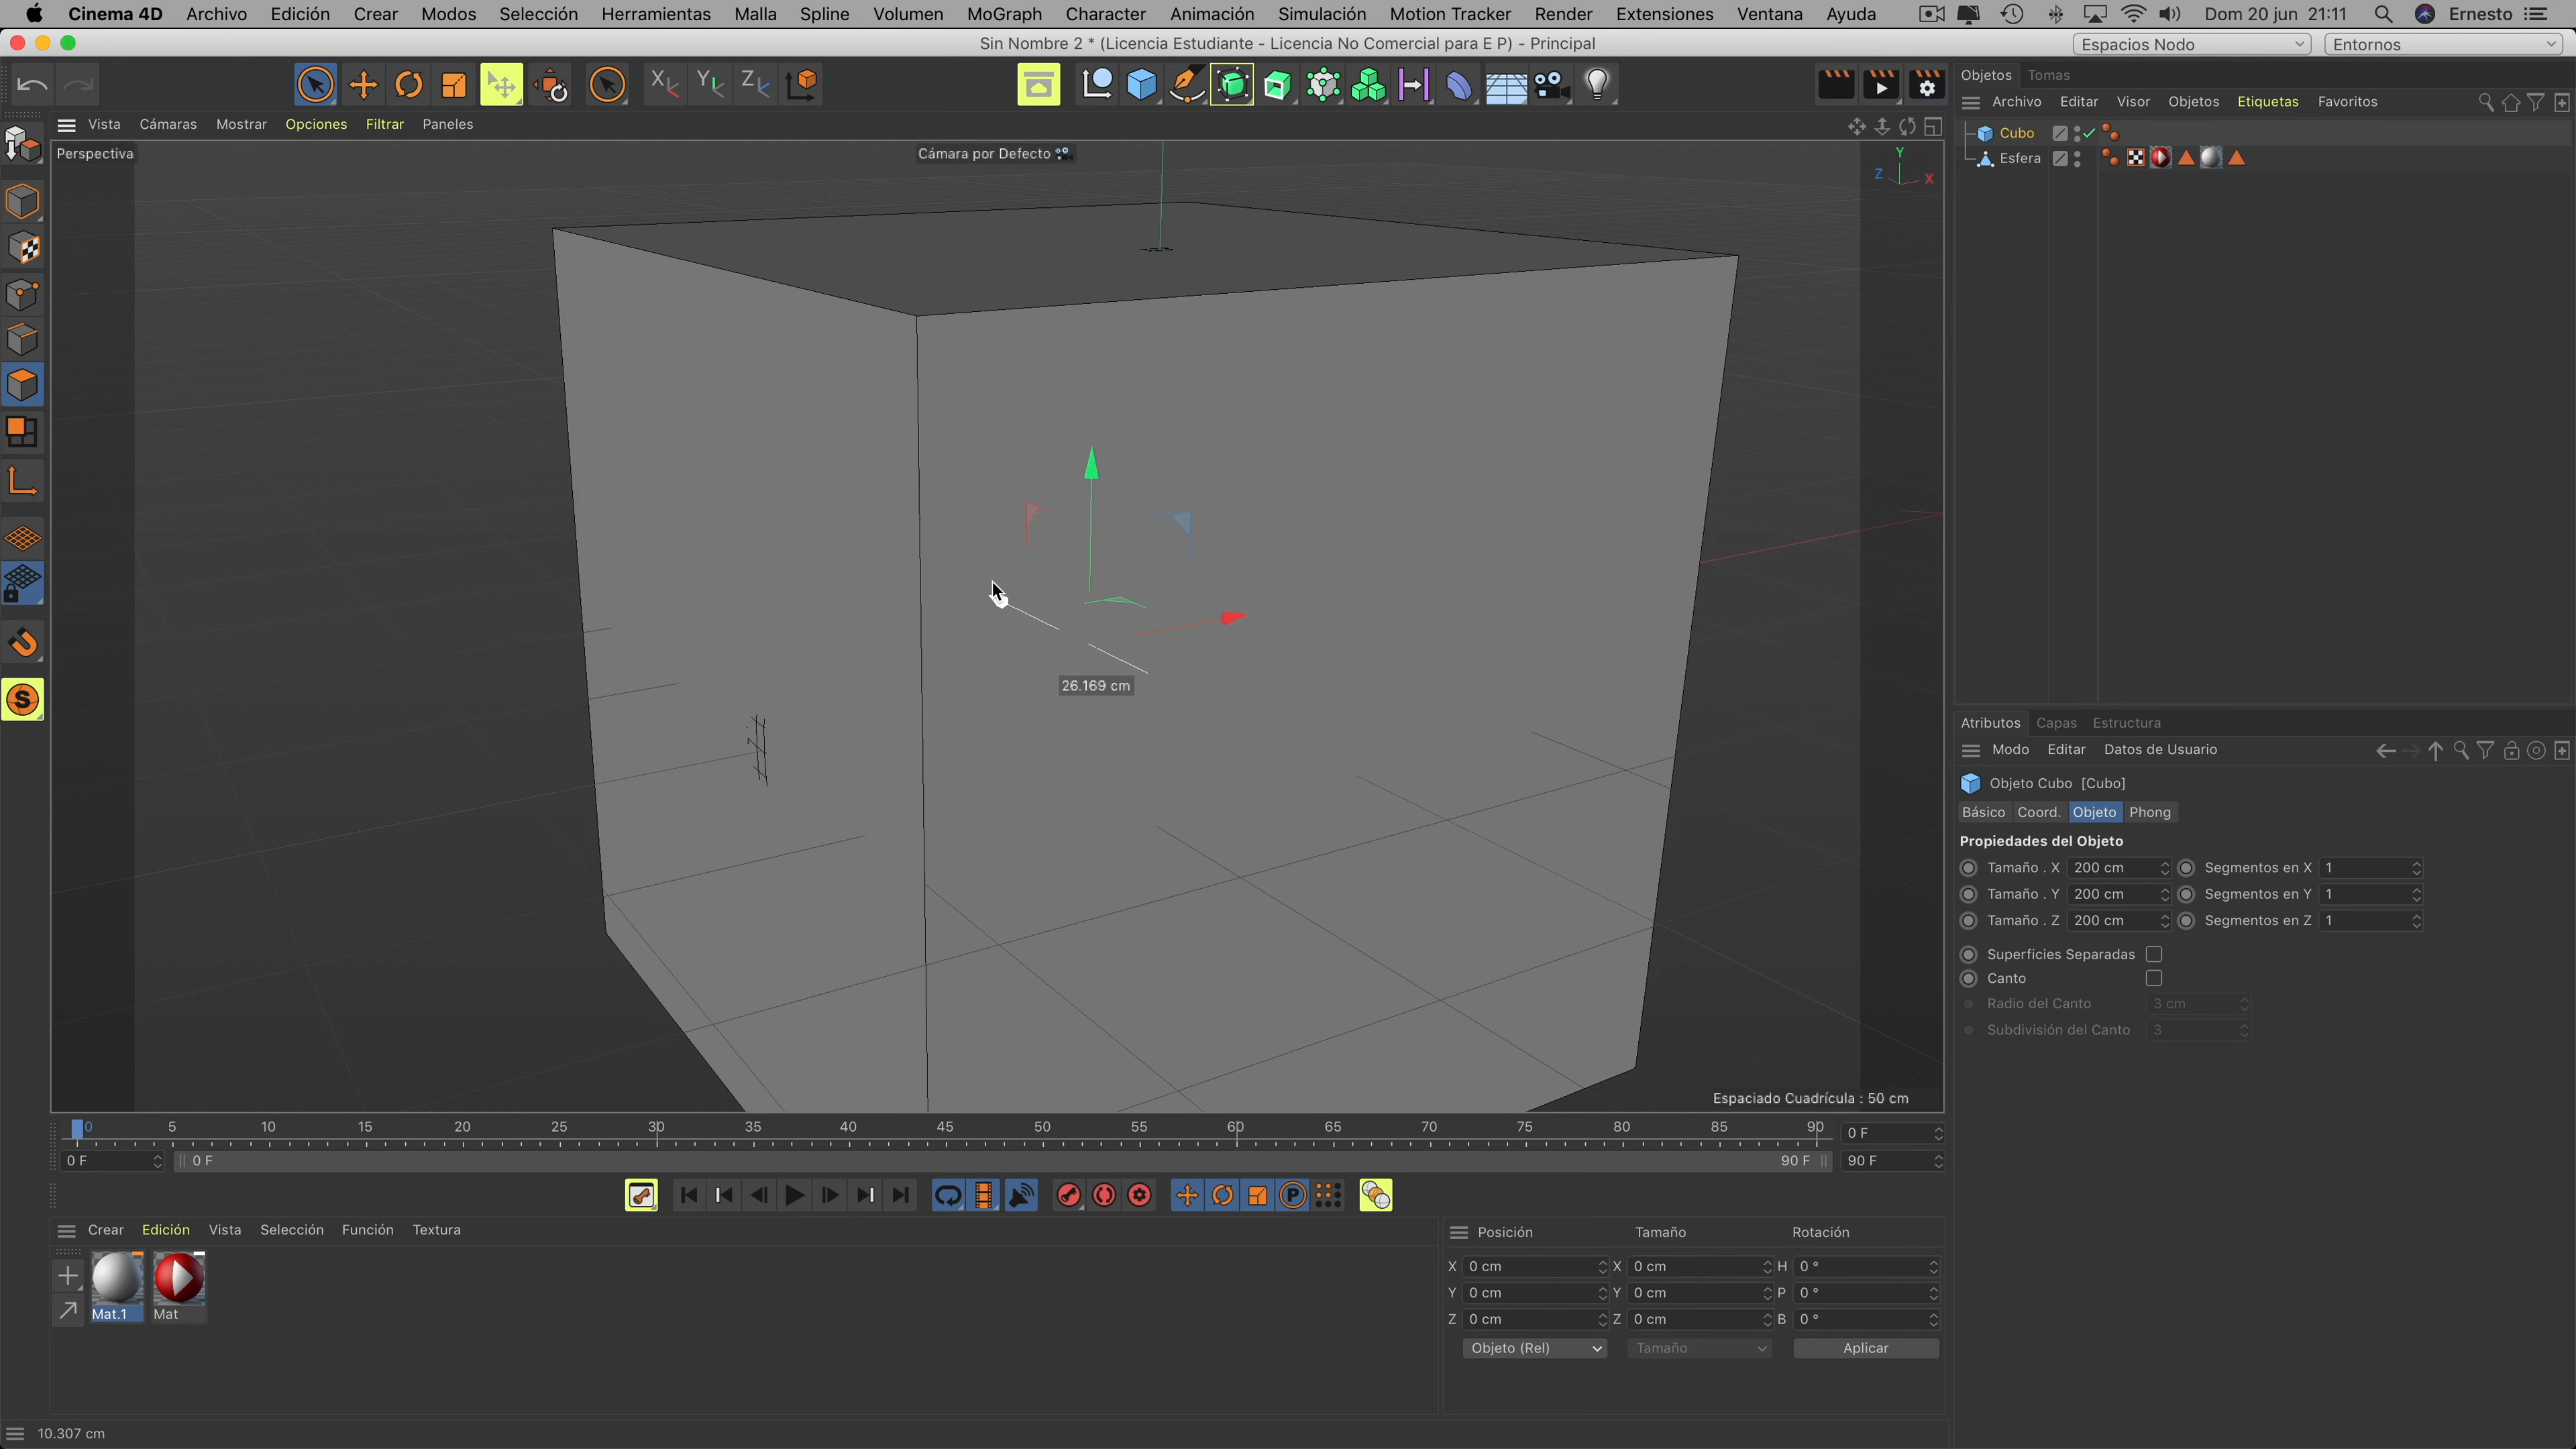 Cinema 4D Archivo Edición Crear Modos Selección Herramientas Malla Spline Volumen MoGraph Character Animación Simulación Motion Tracker Render Extensiones Ventana Ayuda Dom 20 jun 21:11 Ernesto
Sin Nombre 2 * (Licencia Estudiante - Licencia No Comercial para E P) - Principal
Espacios Nodo Entornos
X Y Z
Objetos Tomas
Archivo Editar Visor Objetos Etiquetas Favoritos
Vista Cámaras Mostrar Opciones Filtrar Paneles
Cubo
Esfera
Perspectiva
Cámara por Defecto
Y
Z X
26.169 cm
Espaciado Cuadrícula : 50 cm
S
Atributos Capas Estructura
Modo Editar Datos de Usuario
Objeto Cubo [Cubo]
Básico Coord. Objeto Phong
Propiedades del Objeto
Tamaño . X 200 cm Segmentos en X 1
Tamaño . Y 200 cm Segmentos en Y 1
Tamaño . Z 200 cm Segmentos en Z 1
Superficies Separadas
Canto
Radio del Canto 3 cm
Subdivisión del Canto 3
0 5 10 15 20 25 30 35 40 45 50 55 60 65 70 75 80 85 90 0 F
0 F 0 F 90 F 90 F
P
Crear Edición Vista Selección Función Textura
Mat.1 Mat
Posición Tamaño Rotación
X 0 cm X 0 cm H 0 °
Y 0 cm Y 0 cm P 0 °
Z 0 cm Z 0 cm B 0 °
Objeto (Rel) Tamaño Aplicar
10.307 cm